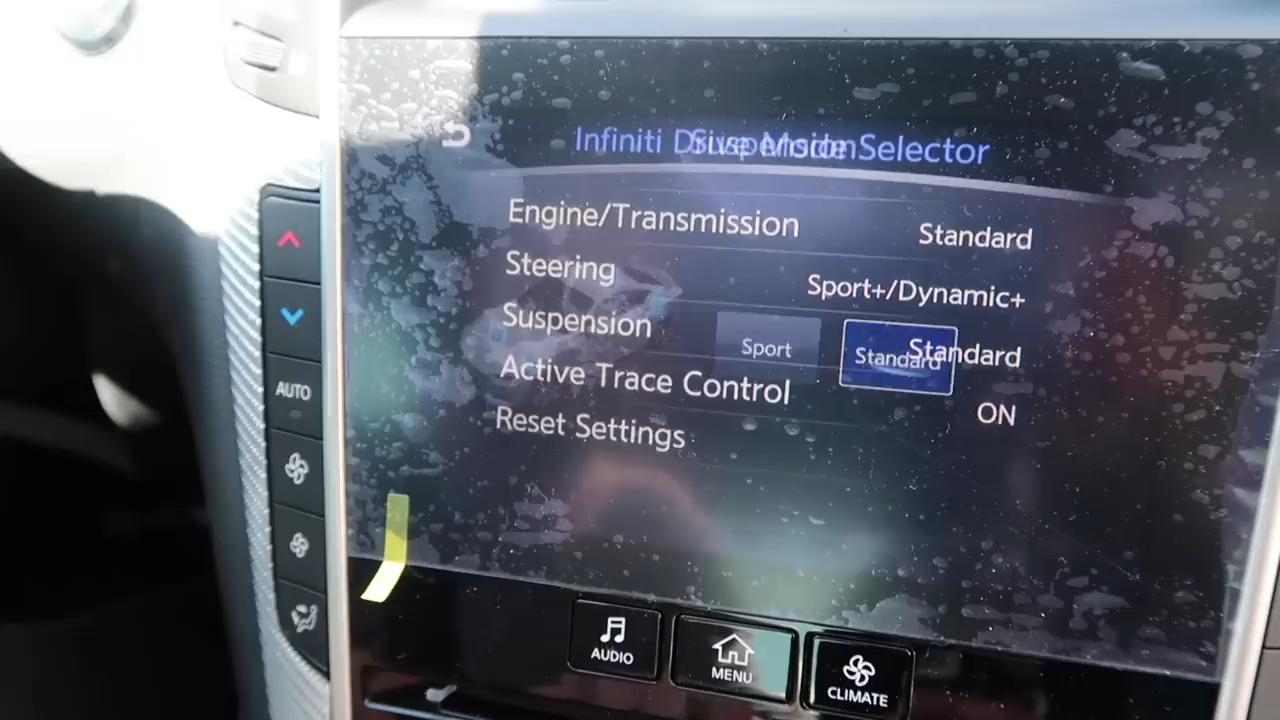 Infiniti Drive Mode Selector
Suspension
Engine/Transmission Standard
Steering Sport+/Dynamic+
Suspension Standard
Sport Standard
Active Trace Control ON
Reset Settings
AUTO
AUDIO
MENU
CLIMATE